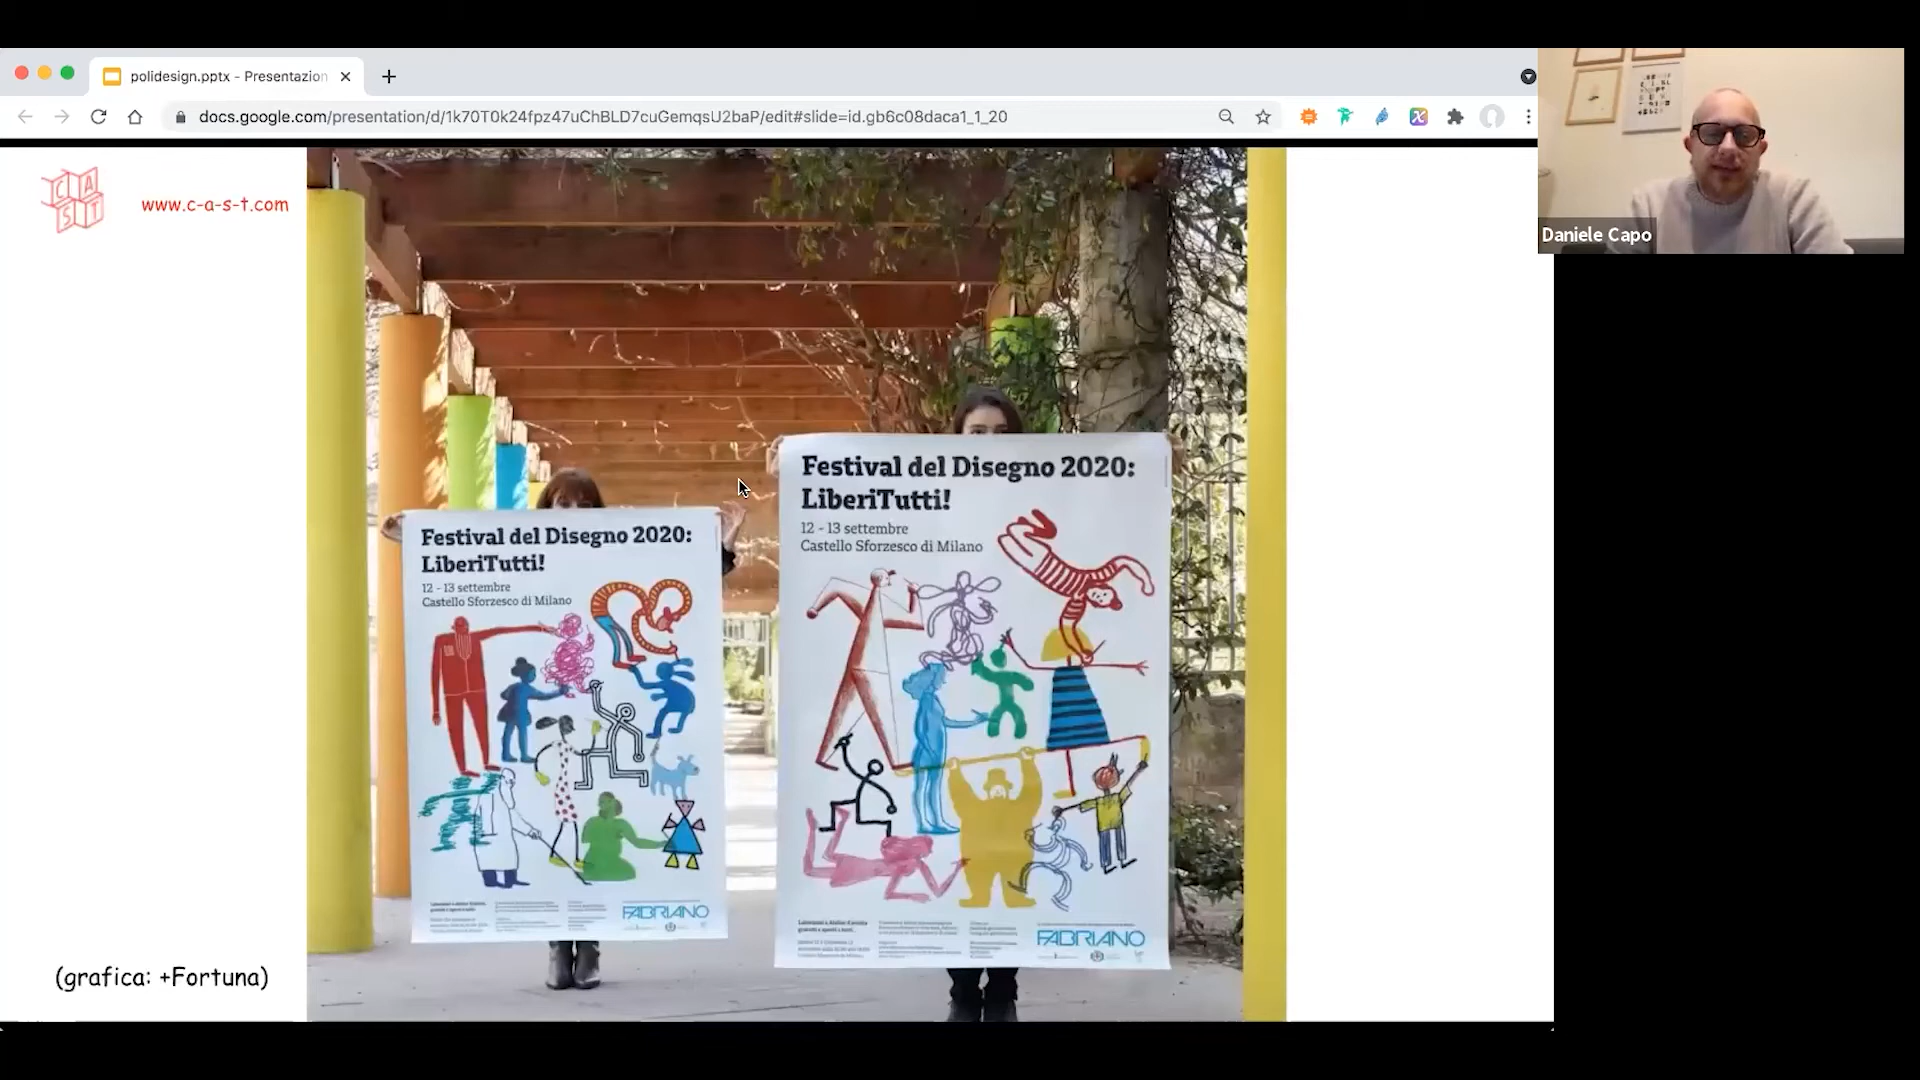 polidesign.pptx - Presentazion
docs.google.com/presentation/d/1k70T0k24fpz47uChBLD7cuGemqsU2baP/edit#slide=id.gb6c08daca1_1_20
C A
S T
www.c-a-s-t.com
Festival del Disegno 2020:
LiberiTutti!
12 - 13 settembre
Castello Sforzesco di Milano
FABRIANO
Festival del Disegno 2020:
LiberiTutti!
12 - 13 settembre
Castello Sforzesco di Milano
FABRIANO
(grafica: +Fortuna)
Daniele Capo